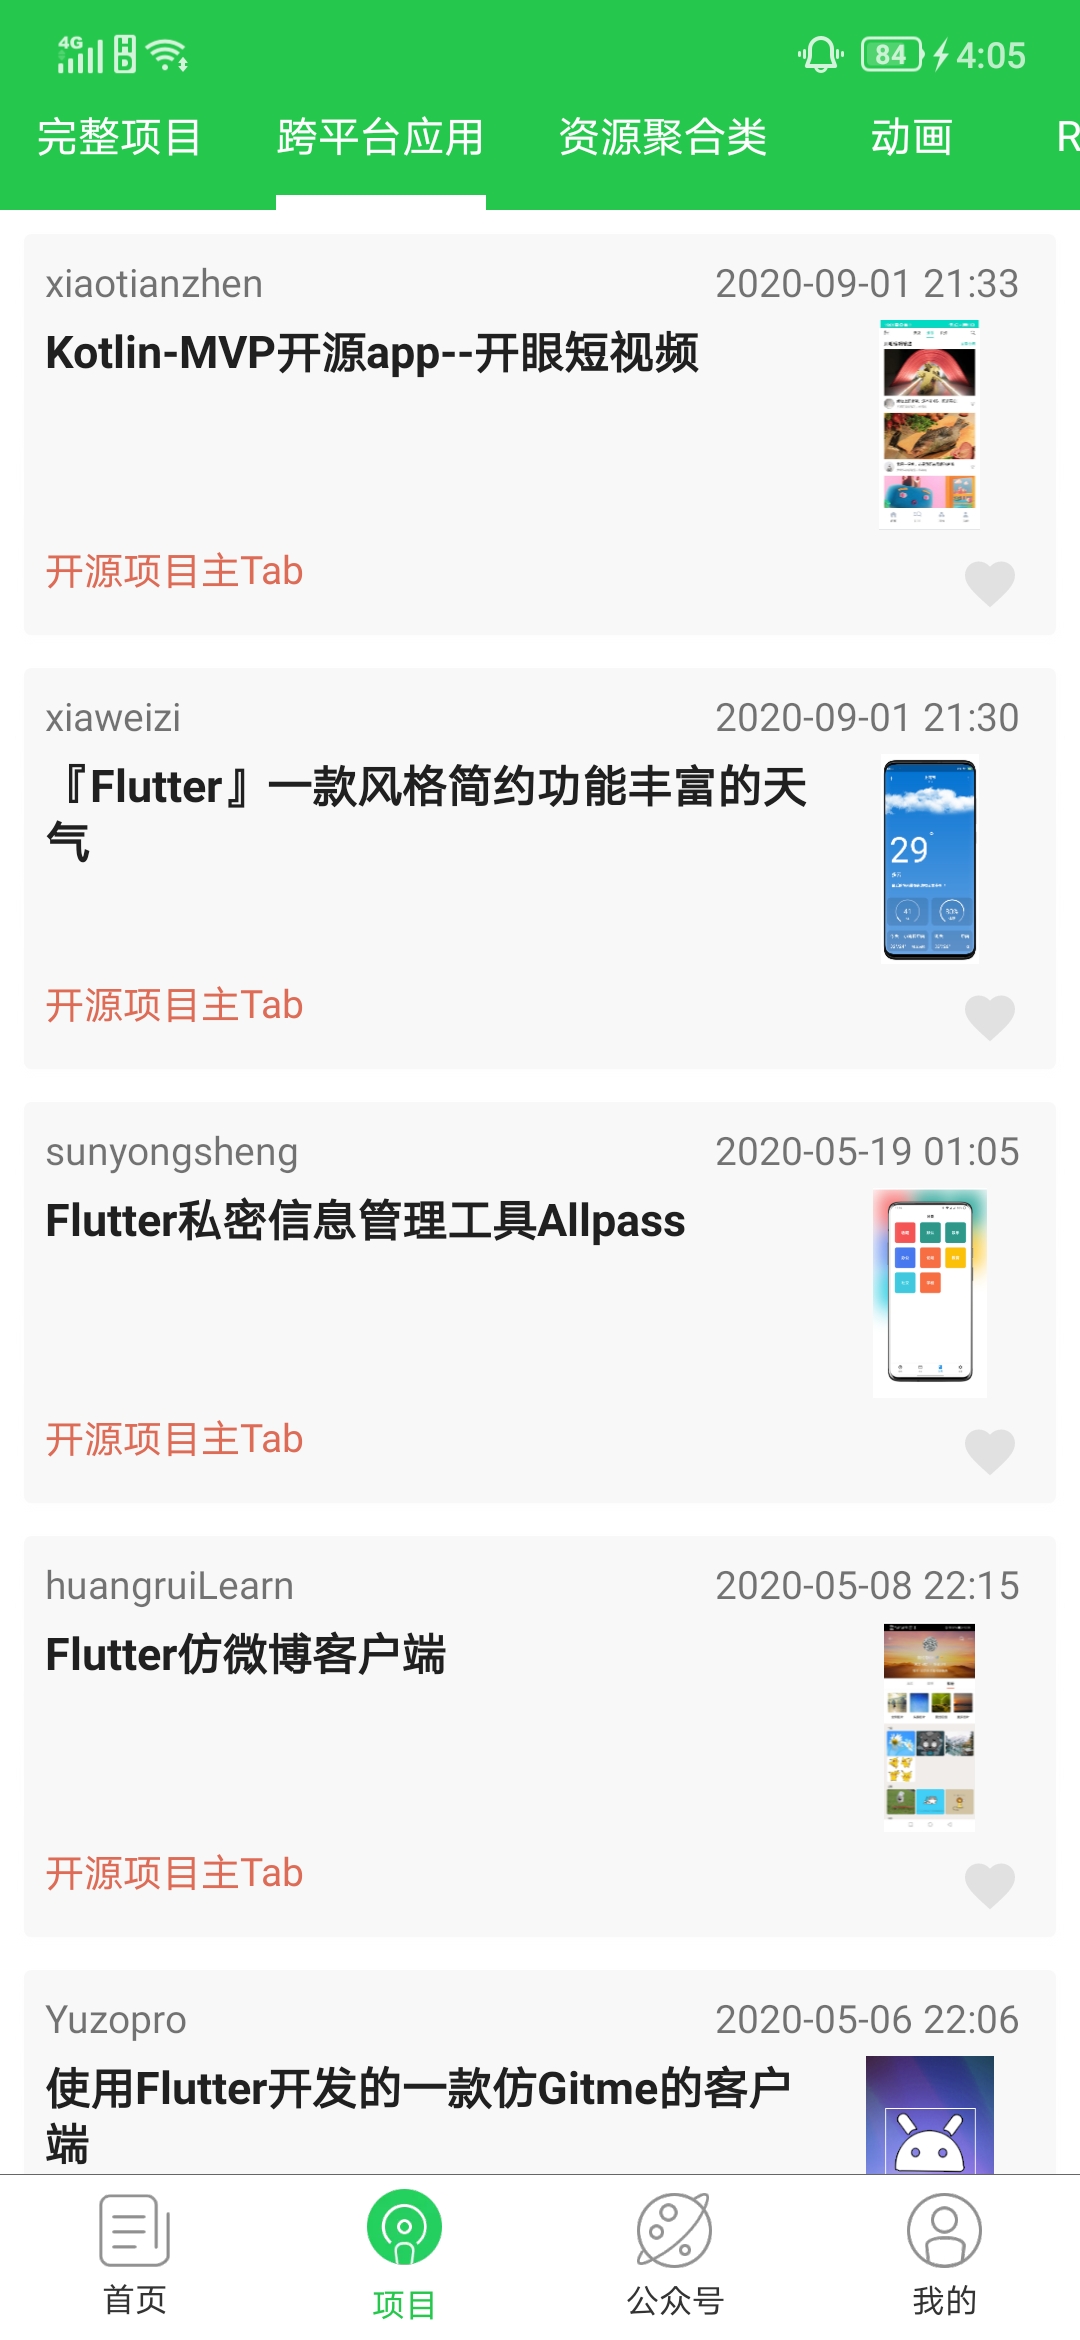 4G HD 84 4:05
完整项目 跨平台应用 资源聚合类 动画 R
xiaotianzhen 2020-09-01 21:33
Kotlin-MVP开源app--开眼短视频
开源项目主Tab
xiaweizi 2020-09-01 21:30
『Flutter』一款风格简约功能丰富的天
气
29°
41 80%
开源项目主Tab
sunyongsheng 2020-05-19 01:05
Flutter私密信息管理工具Allpass
开源项目主Tab
huangruiLearn 2020-05-08 22:15
Flutter仿微博客户端
开源项目主Tab
Yuzopro 2020-05-06 22:06
使用Flutter开发的一款仿Gitme的客户
端
首页 项目 公众号 我的